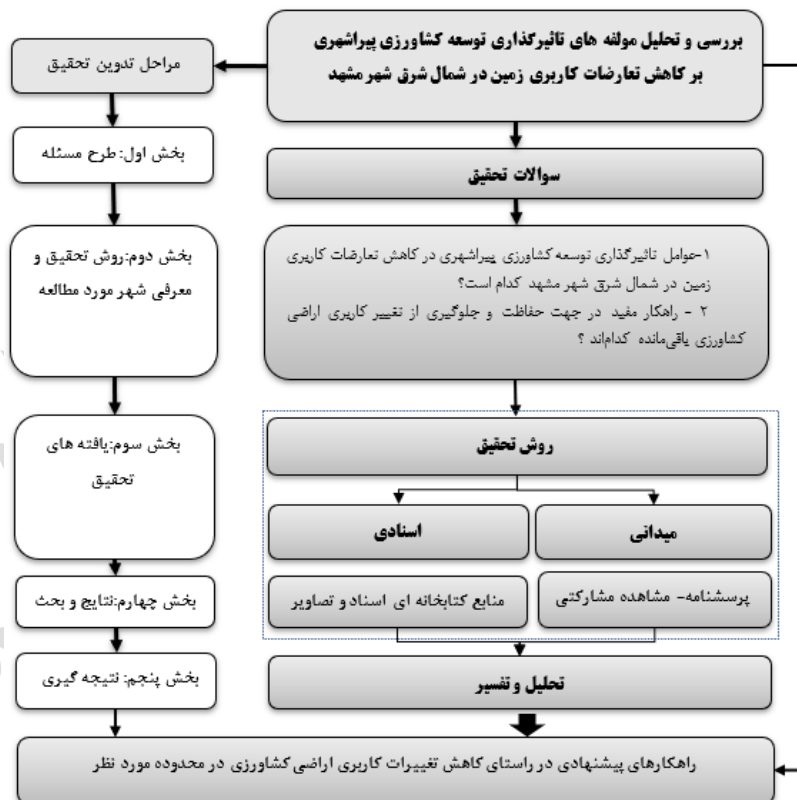 بررسی و تحلیل مولفه های تاثیرگذاری توسعه کشاورزی پیراشهری
بر کاهش تعارضات کاربری زمین در شمال شرق شهر مشهد
سوالات تحقیق
۱-عوامل تاثیرگذاری توسعه کشاورزی پیراشهری در کاهش تعارضات کاربری
زمین در شمال شرق شهر مشهد کدام است؟
۲ - راهکار مفید در جهت حفاظت و جلوگیری از تغییر کاربری اراضی
کشاورزی باقی‌مانده کدام‌اند ؟
روش تحقیق
میدانی
اسنادی
پرسشنامه- مشاهده مشارکتی
منابع کتابخانه ای اسناد و تصاویر
تحلیل و تفسیر
مراحل تدوین تحقیق
بخش اول: طرح مسئله
بخش دوم:روش تحقیق و
معرفی شهر مورد مطالعه
بخش سوم:یافته های
تحقیق
بخش چهارم:نتایج و بحث
بخش پنجم: نتیجه گیری
راهکارهای پیشنهادی در راستای کاهش تغییرات کاربری اراضی کشاورزی در محدوده مورد نظر